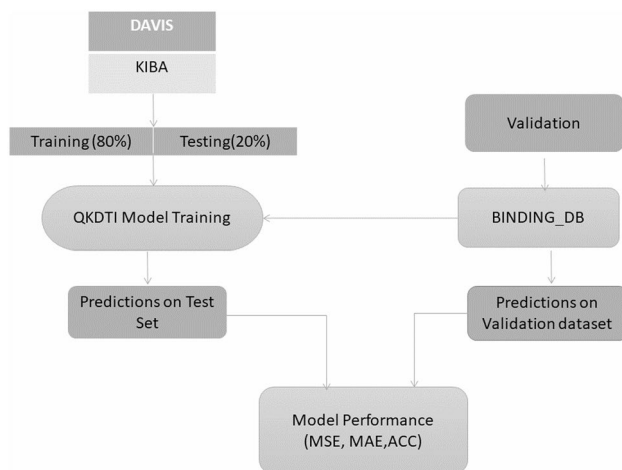 DAVIS
KIBA
Training(80%)
Testing(20%)
Validation
QKDTI Model Training
BINDING_DB
Predictions on Test
Set
Predictions on
Validation dataset
Model Performance
(MSE, MAE,ACC)